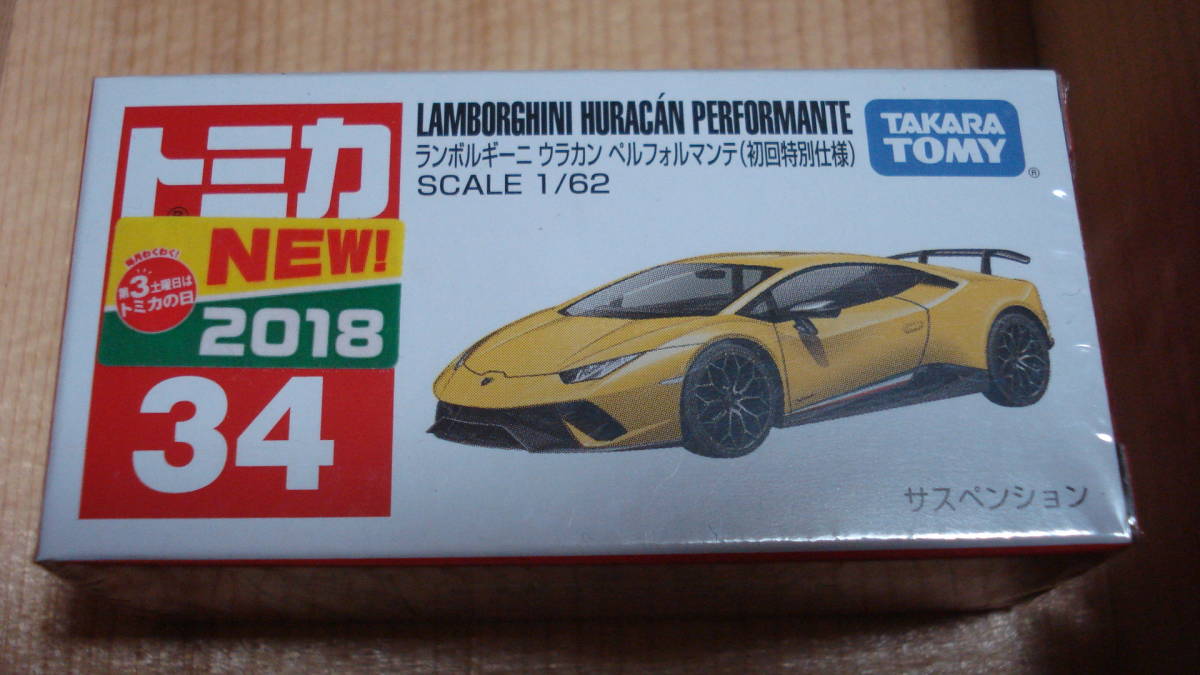 トミカ
LAMBORGHINI HURACÁN PERFORMANTE
ランボルギーニ ウラカン ペルフォルマンテ(初回特別仕様)
SCALE 1/62
TAKARA
TOMY
®
毎月わくわく!
第3土曜日は
トミカの日
NEW!
2018
34
サスペンション